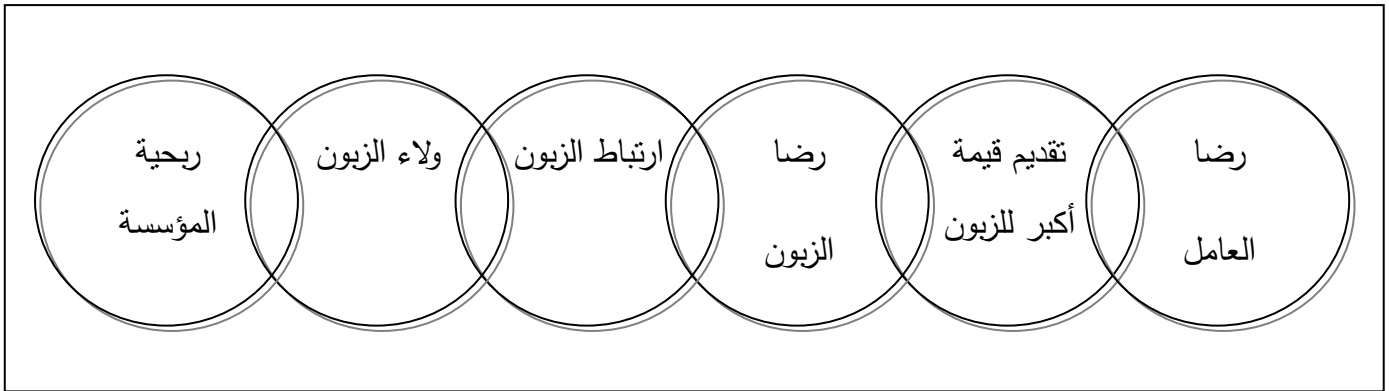 رضا
العامل
تقديم قيمة
أكبر للزبون
رضا
الزبون
ارتباط الزبون
ولاء الزبون
ربحية
المؤسسة